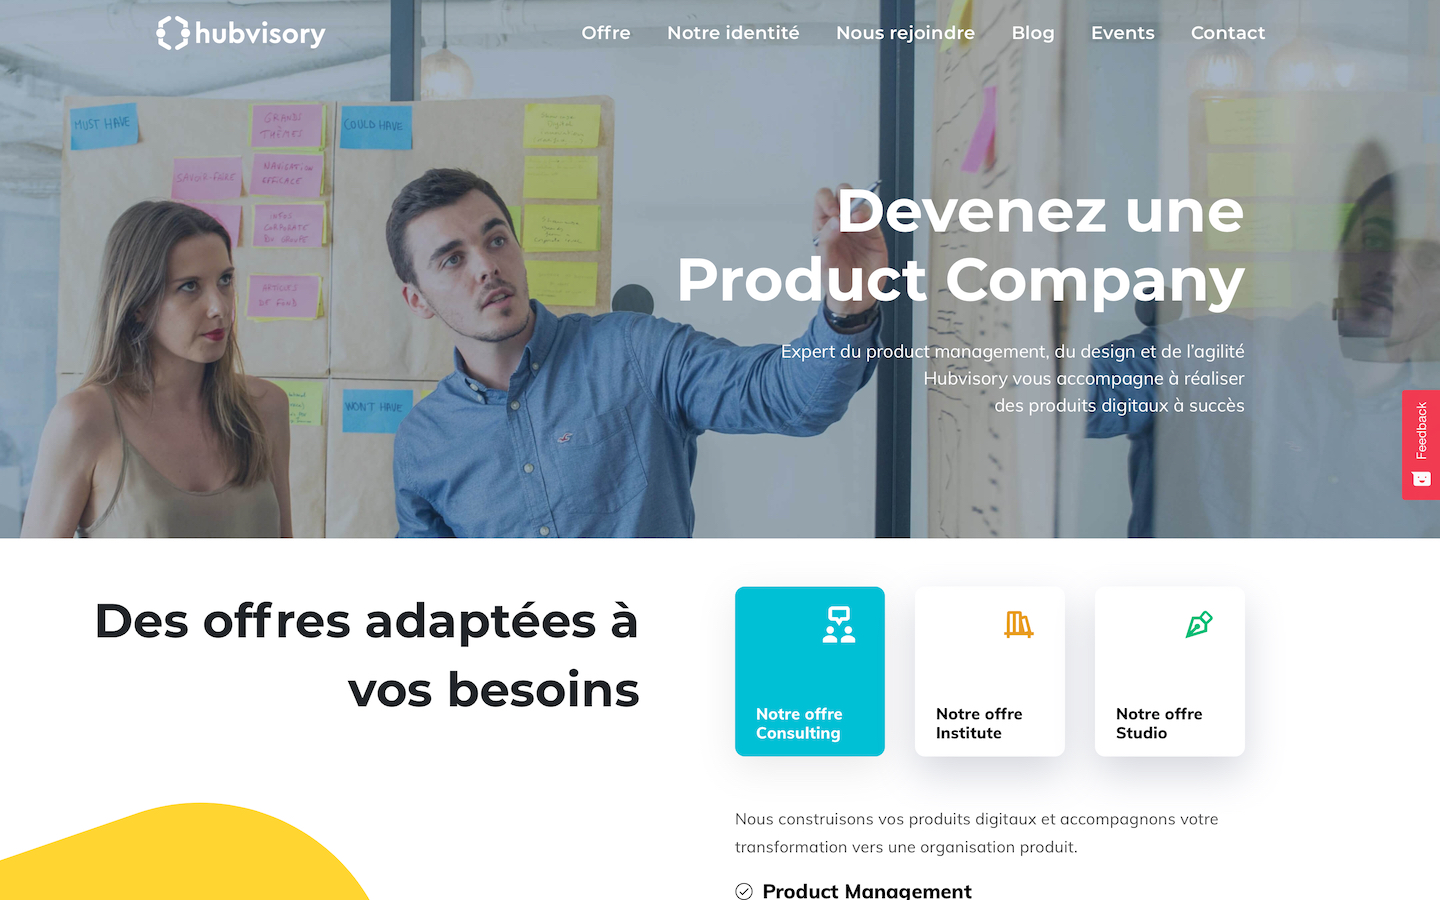 hubvisory
Offre
Notre identité
Nous rejoindre
Blog
Events
Contact
MUST HAVE
GRANDS
THÈMES
COULD HAVE
SAVOIR-FAIRE
NAVIGATION
EFFICACE
INFOS
CORPORATE
DU GROUPE
ARTICLES
DE FOND
WON'T HAVE
Devenez une
Product Company
Expert du product management, du design et de l'agilité
Hubvisory vous accompagne à réaliser
des produits digitaux à succès
Feedback
Des offres adaptées à
vos besoins
Notre offre
Consulting
Notre offre
Institute
Notre offre
Studio
Nous construisons vos produits digitaux et accompagnons votre
transformation vers une organisation produit.
Product Management